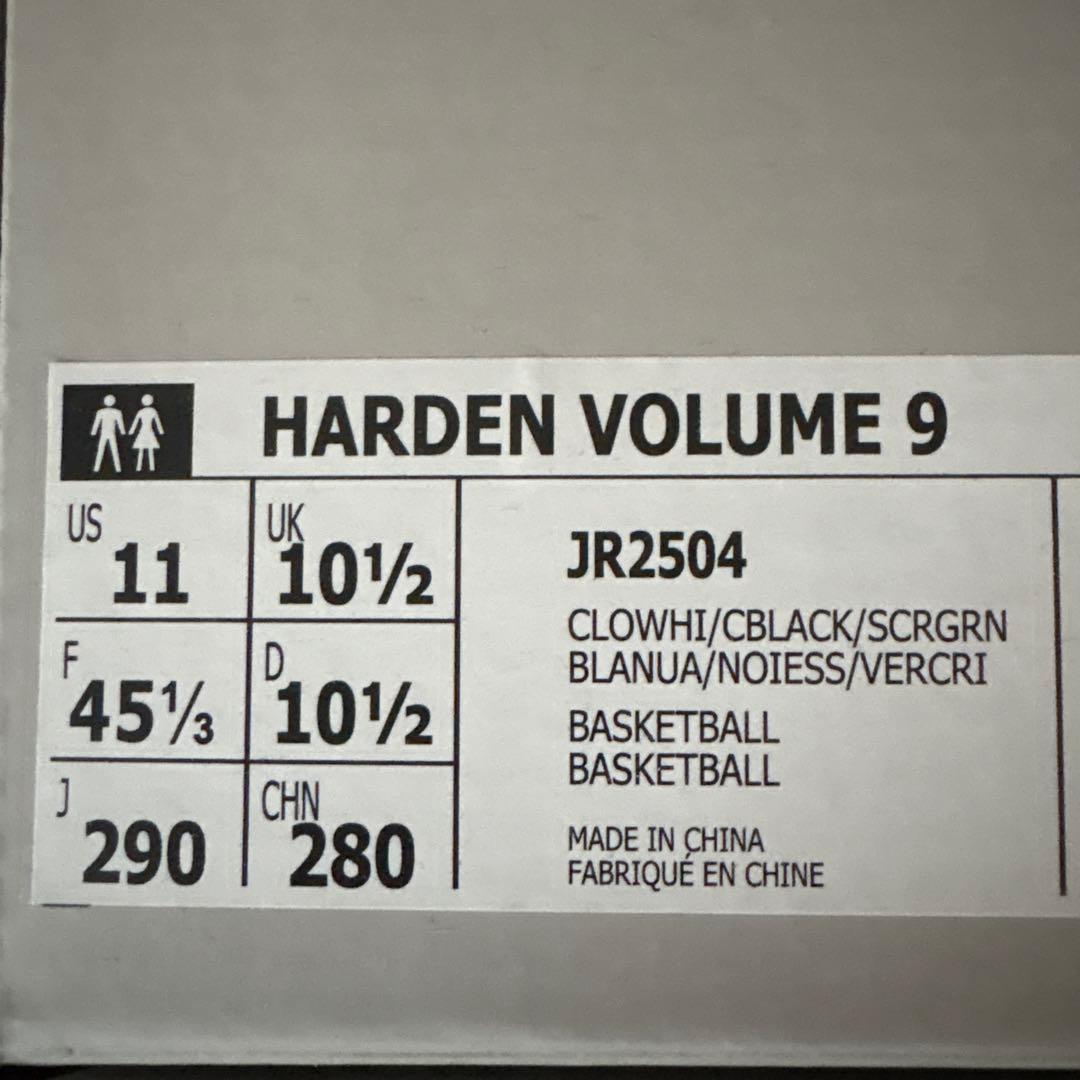 HARDEN VOLUME 9
US 11
UK 10½
F 45⅓
D 10½
J 290
CHN 280
JR2504
CLOWHI/CBLACK/SCRGRN
BLANUA/NOIESS/VERCRI
BASKETBALL
BASKETBALL
MADE IN CHINA
FABRIQUÉ EN CHINE